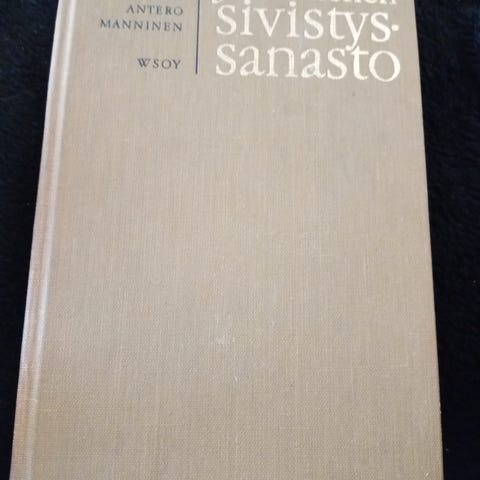 ANTERO
MANNINEN
WSOY
sivistys-
sanasto